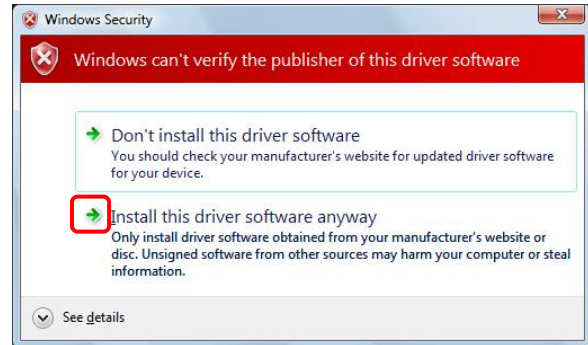 Windows Security
Windows can't verify the publisher of this driver software
Don't install this driver software
You should check your manufacturer's website for updated driver software
for your device.
Install this driver software anyway
Only install driver software obtained from your manufacturer's website or
disc. Unsigned software from other sources may harm your computer or steal
information.
See details